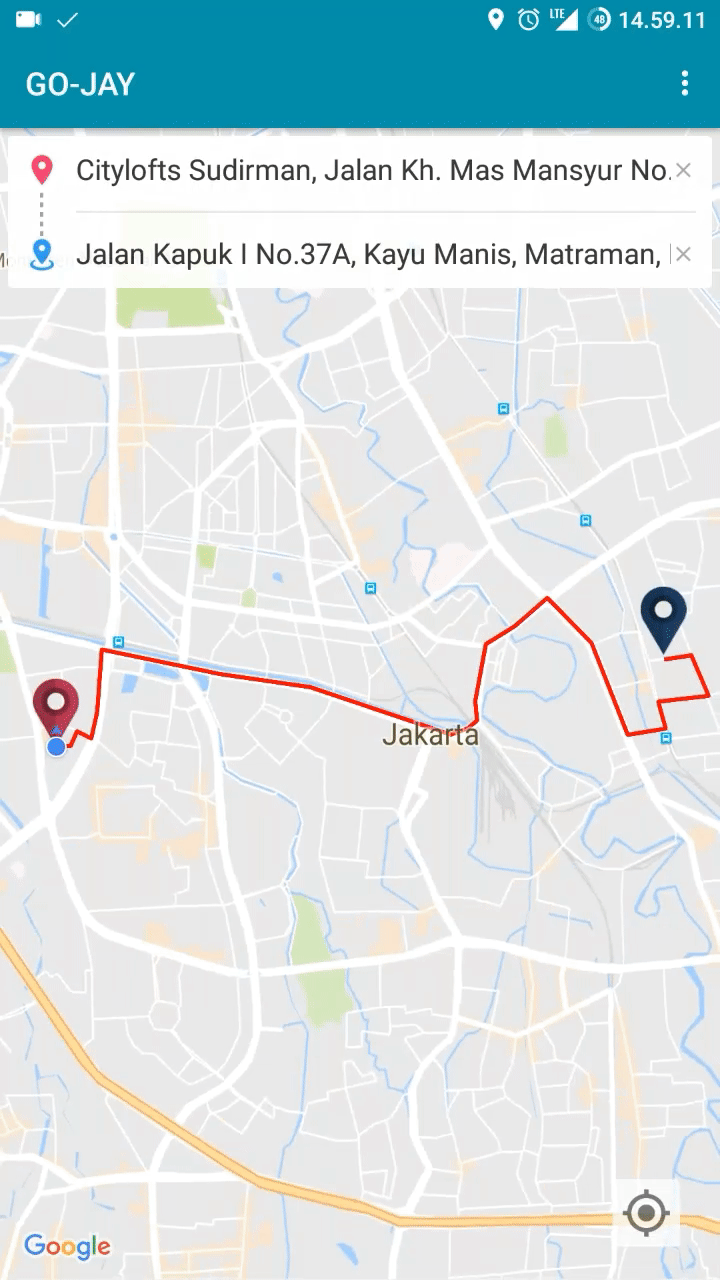 LTE 48 14.59.11
GO-JAY
Citylofts Sudirman, Jalan Kh. Mas Mansyur No.
Jalan Kapuk I No.37A, Kayu Manis, Matraman,
Jakarta
Google